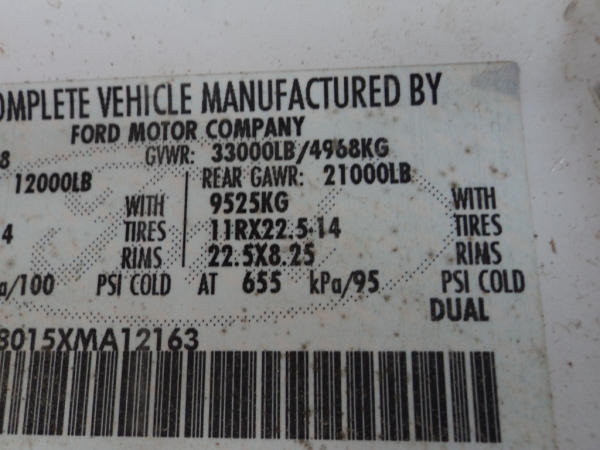 OMPLETE VEHICLE MANUFACTURED BY
FORD MOTOR COMPANY
8 GVWR: 33000LB/4968KG
12000LB REAR GAWR: 21000LB
WITH 9525KG WITH
4 TIRES 11RX22.5-14 TIRES
RIMS 22.5X8.25 RIMS
a/100 PSI COLD AT 655 kPa/95 PSI COLD
DUAL
8015XMA12163